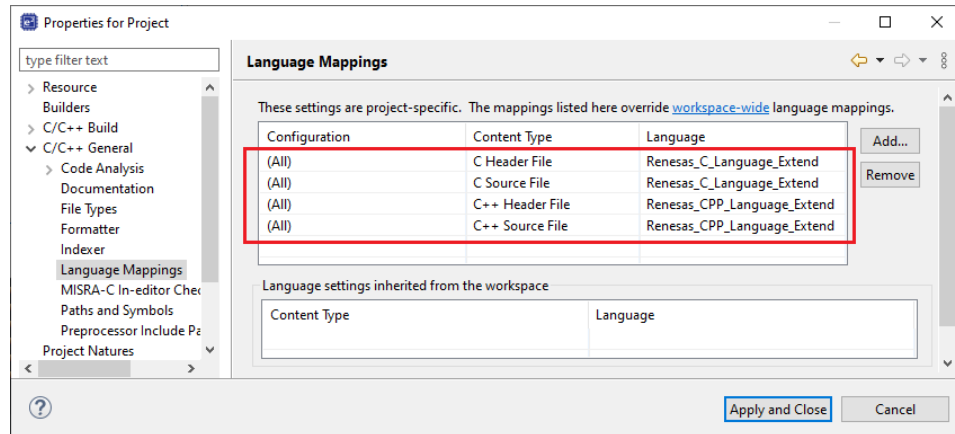 Properties for Project
type filter text
Resource
Builders
C/C++ Build
C/C++ General
Code Analysis
Documentation
File Types
Formatter
Indexer
Language Mappings
MISRA-C In-editor Chec
Paths and Symbols
Preprocessor Include Pa
Project Natures
Language Mappings
These settings are project-specific. The mappings listed here override workspace-wide language mappings.
Configuration Content Type Language
(All) C Header File Renesas_C_Language_Extend
(All) C Source File Renesas_C_Language_Extend
(All) C++ Header File Renesas_CPP_Language_Extend
(All) C++ Source File Renesas_CPP_Language_Extend
Add...
Remove
Language settings inherited from the workspace
Content Type Language
?
Apply and Close
Cancel